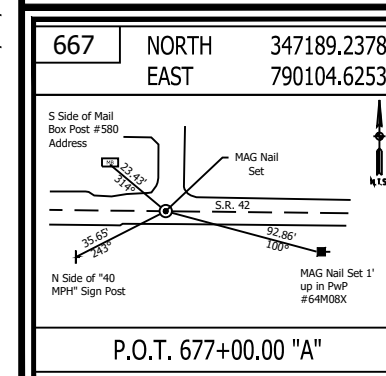 667 NORTH 347189.2378
EAST 790104.6253
S Side of Mail
Box Post #580
Address
MB
23.43'
314°
MAG Nail
Set
S.R. 42
35.65'
243°
92.86'
100°
N.T.S.
N Side of "40
MPH" Sign Post
MAG Nail Set 1'
up in PwP
#64M08X
P.O.T. 677+00.00 "A"